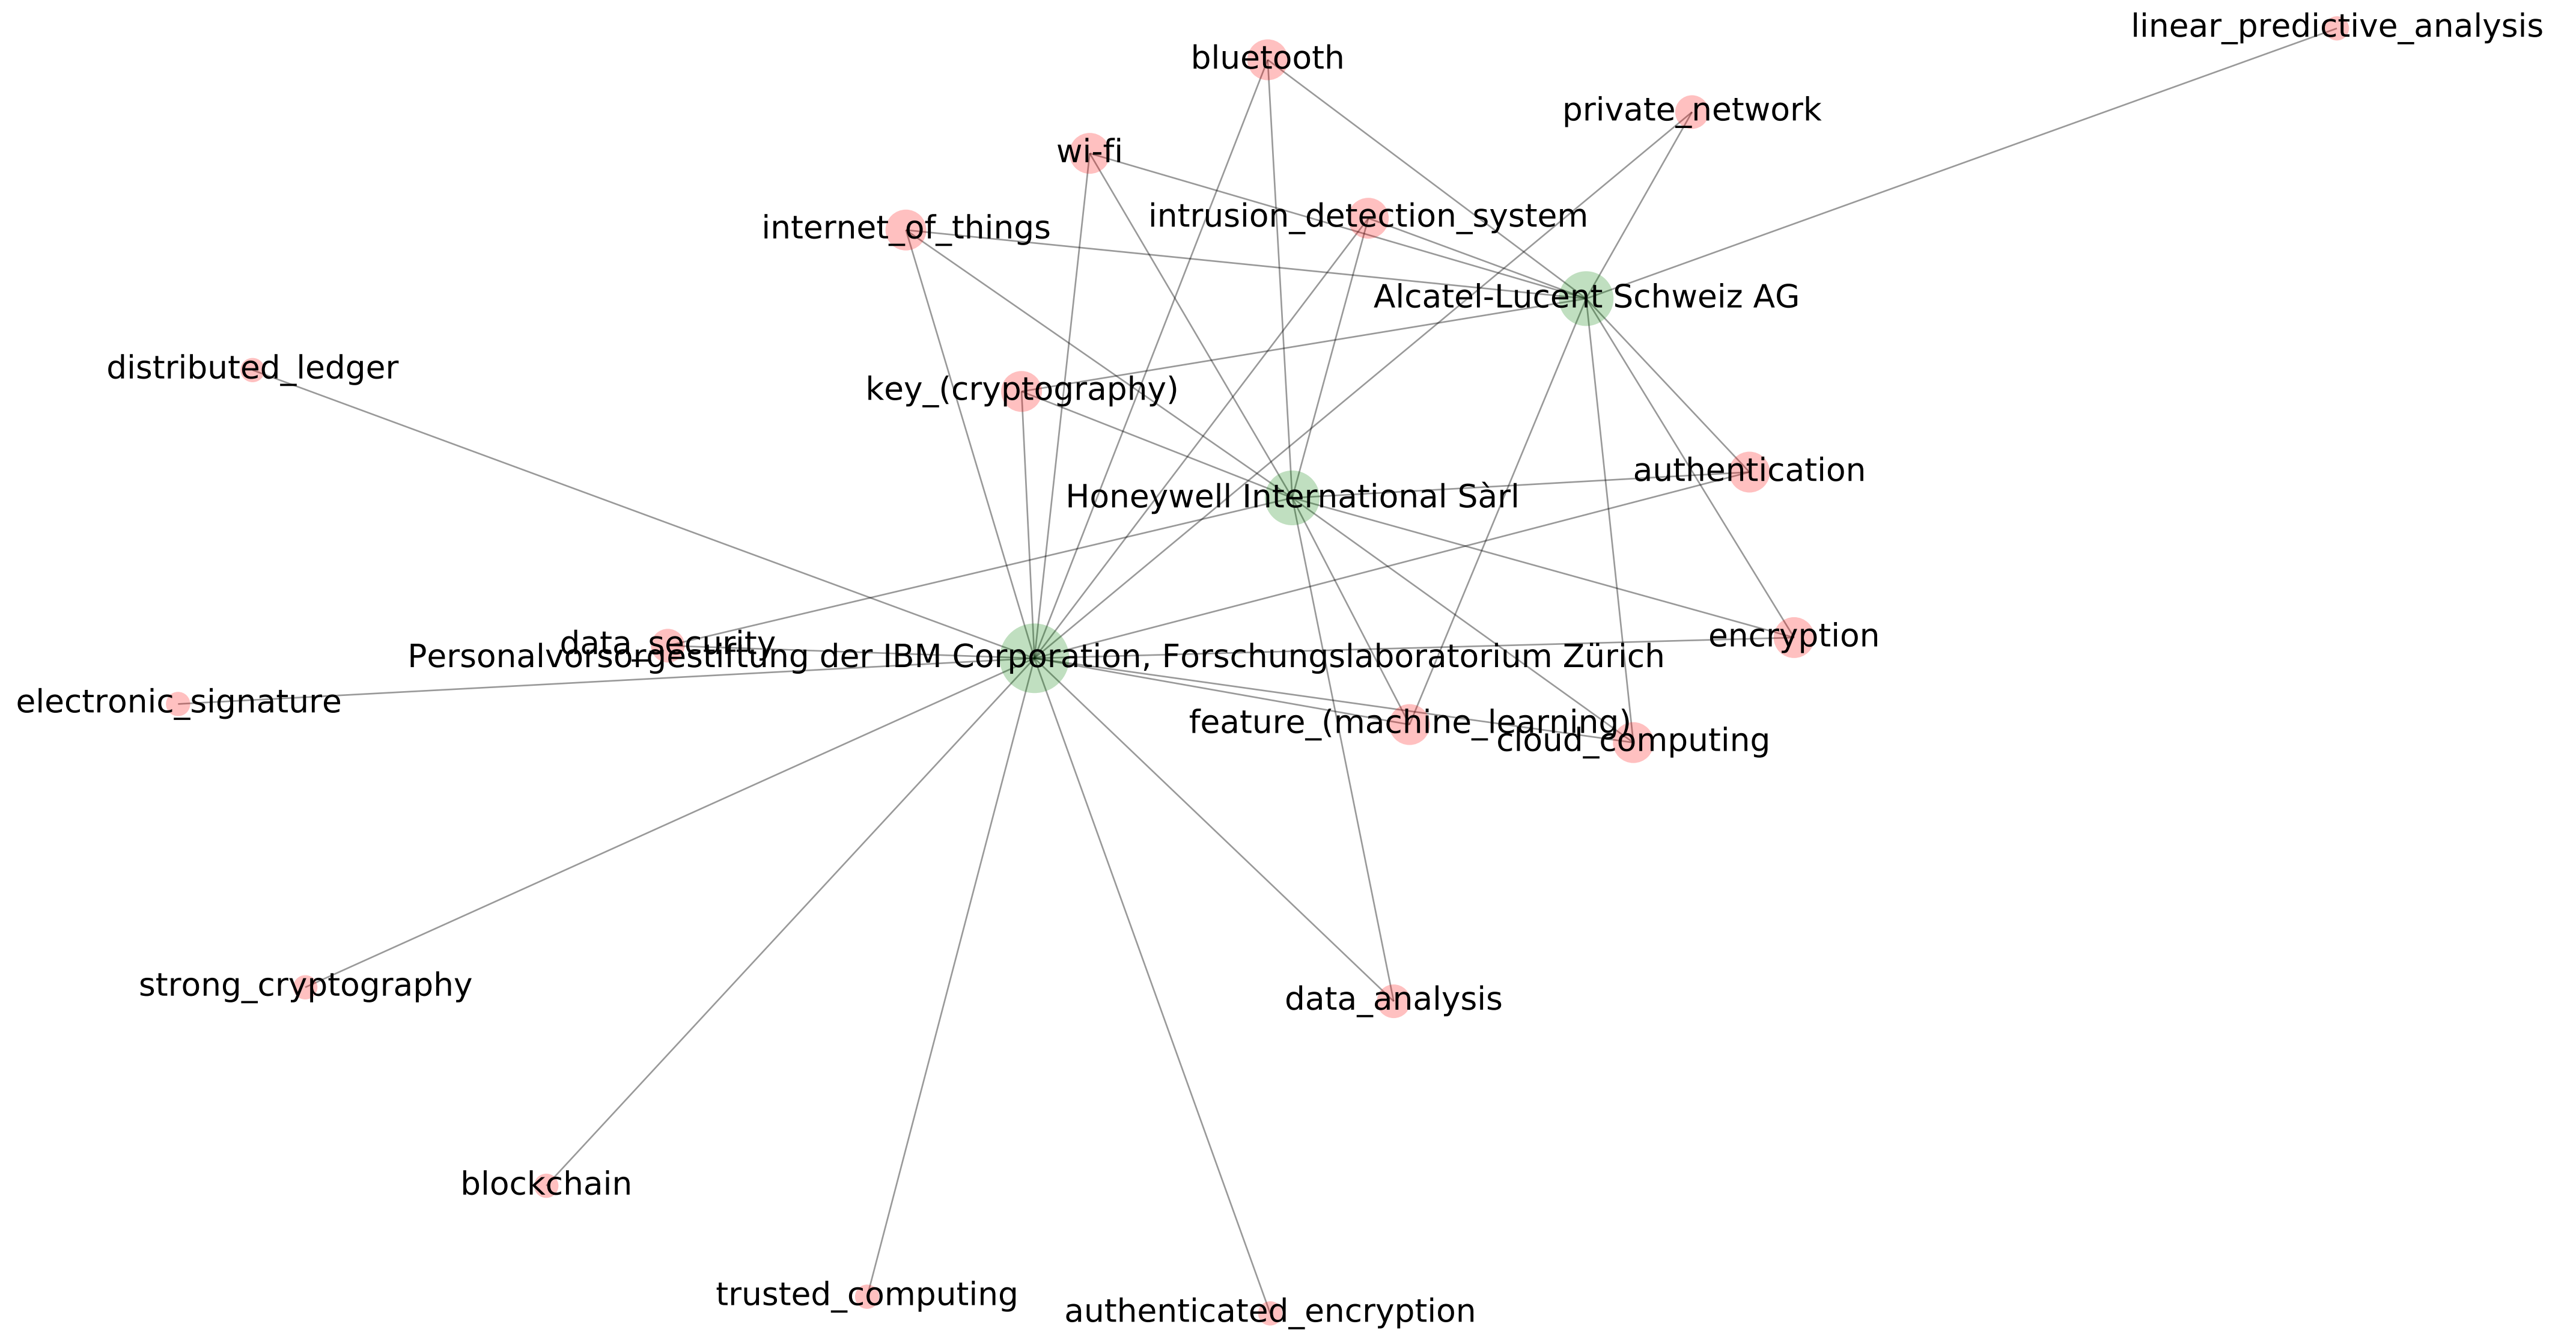 linear_predictive_analysis
bluetooth
private_network
wi-fi
intrusion_detection_system
internet_of_things
Alcatel-Lucent Schweiz AG
distributed_ledger
key_(cryptography)
authentication
Honeywell International Sàrl
encryption
data_security
Personalvorsorgestiftung der IBM Corporation, Forschungslaboratorium Zürich
electronic_signature
feature_(machine_learning)
cloud_computing
strong_cryptography
data_analysis
blockchain
trusted_computing
authenticated_encryption